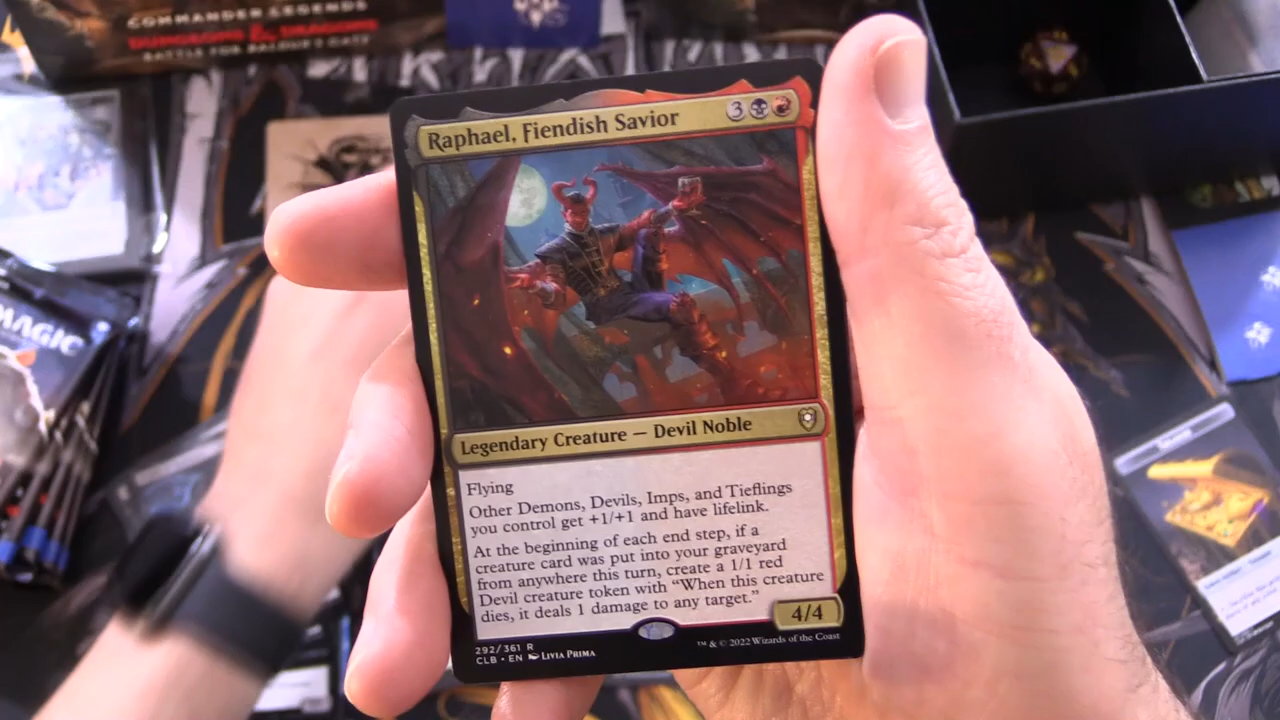 COMMANDER LEGENDS
DUNGEONS & DRAGONS
BATTLE FOR BALDUR'S GATE
MAGIC
Raphael, Fiendish Savior
3
Legendary Creature — Devil Noble
Flying
Other Demons, Devils, Imps, and Tieflings
you control get +1/+1 and have lifelink.
At the beginning of each end step, if a
creature card was put into your graveyard
from anywhere this turn, create a 1/1 red
Devil creature token with “When this creature
dies, it deals 1 damage to any target.”
4/4
292/361 R
CLB • EN LIVIA PRIMA
™ & © 2022 Wizards of the Coast